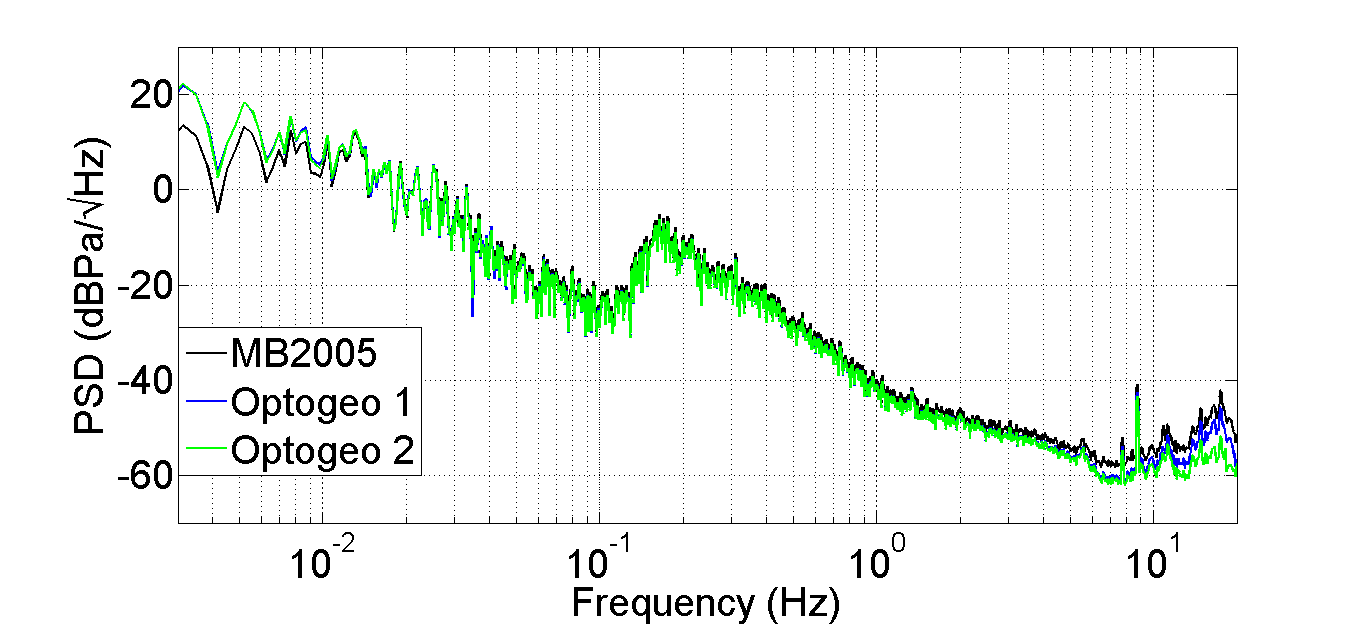 20
0
-20
-40
-60
PSD (dBPa/√Hz)
MB2005
Optogeo 1
Optogeo 2
10⁻² 10⁻¹ 10⁰ 10¹
Frequency (Hz)